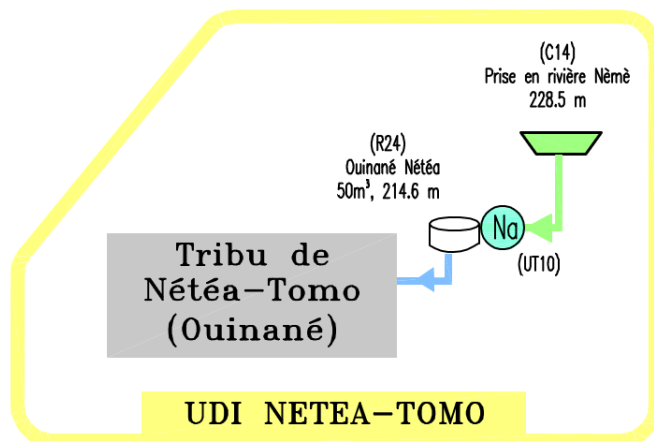 (C14)
Prise en rivière Nèmè
228.5 m
(R24)
Ouinané Nétéa
50m³, 214.6 m
Na
(UT10)
Tribu de
Nétéa-Tomo
(Ouinané)
UDI NETEA-TOMO